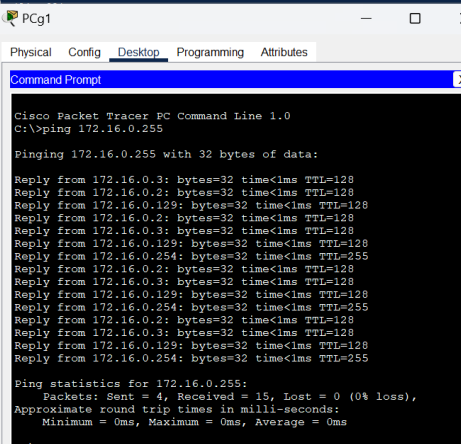 PCg1
Physical Config Desktop Programming Attributes
Command Prompt
Cisco Packet Tracer PC Command Line 1.0
C:\>ping 172.16.0.255
Pinging 172.16.0.255 with 32 bytes of data:
Reply from 172.16.0.3: bytes=32 time<1ms TTL=128
Reply from 172.16.0.2: bytes=32 time<1ms TTL=128
Reply from 172.16.0.129: bytes=32 time<1ms TTL=128
Reply from 172.16.0.2: bytes=32 time<1ms TTL=128
Reply from 172.16.0.3: bytes=32 time<1ms TTL=128
Reply from 172.16.0.129: bytes=32 time<1ms TTL=128
Reply from 172.16.0.254: bytes=32 time<1ms TTL=255
Reply from 172.16.0.2: bytes=32 time<1ms TTL=128
Reply from 172.16.0.3: bytes=32 time<1ms TTL=128
Reply from 172.16.0.129: bytes=32 time<1ms TTL=128
Reply from 172.16.0.254: bytes=32 time<1ms TTL=255
Reply from 172.16.0.2: bytes=32 time<1ms TTL=128
Reply from 172.16.0.3: bytes=32 time<1ms TTL=128
Reply from 172.16.0.129: bytes=32 time<1ms TTL=128
Reply from 172.16.0.254: bytes=32 time<1ms TTL=255
Ping statistics for 172.16.0.255:
Packets: Sent = 4, Received = 15, Lost = 0 (0% loss),
Approximate round trip times in milli-seconds:
Minimum = 0ms, Maximum = 0ms, Average = 0ms